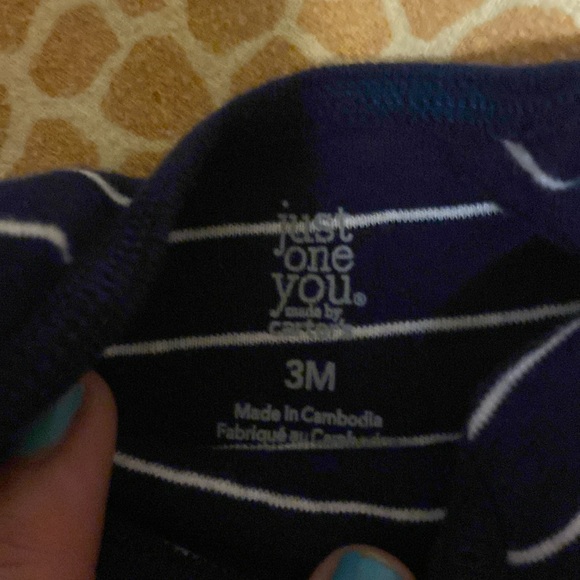 just
one
you®
made by
carter's
3M
Made in Cambodia
Fabriqué au Cambodge